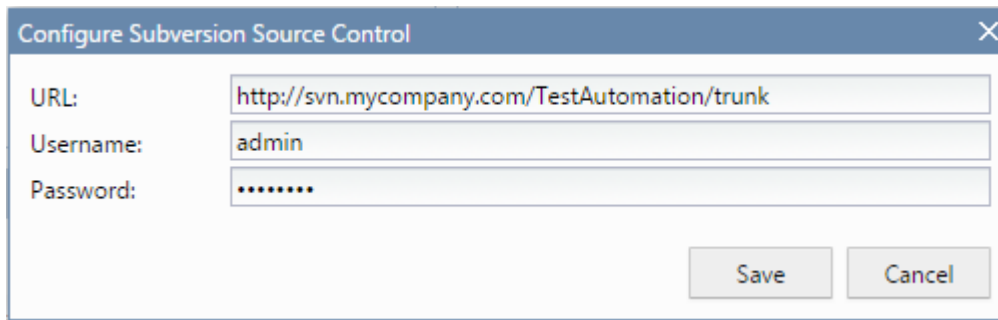 Configure Subversion Source Control
URL: http://svn.mycompany.com/TestAutomation/trunk
Username: admin
Password: ••••••••
Save Cancel